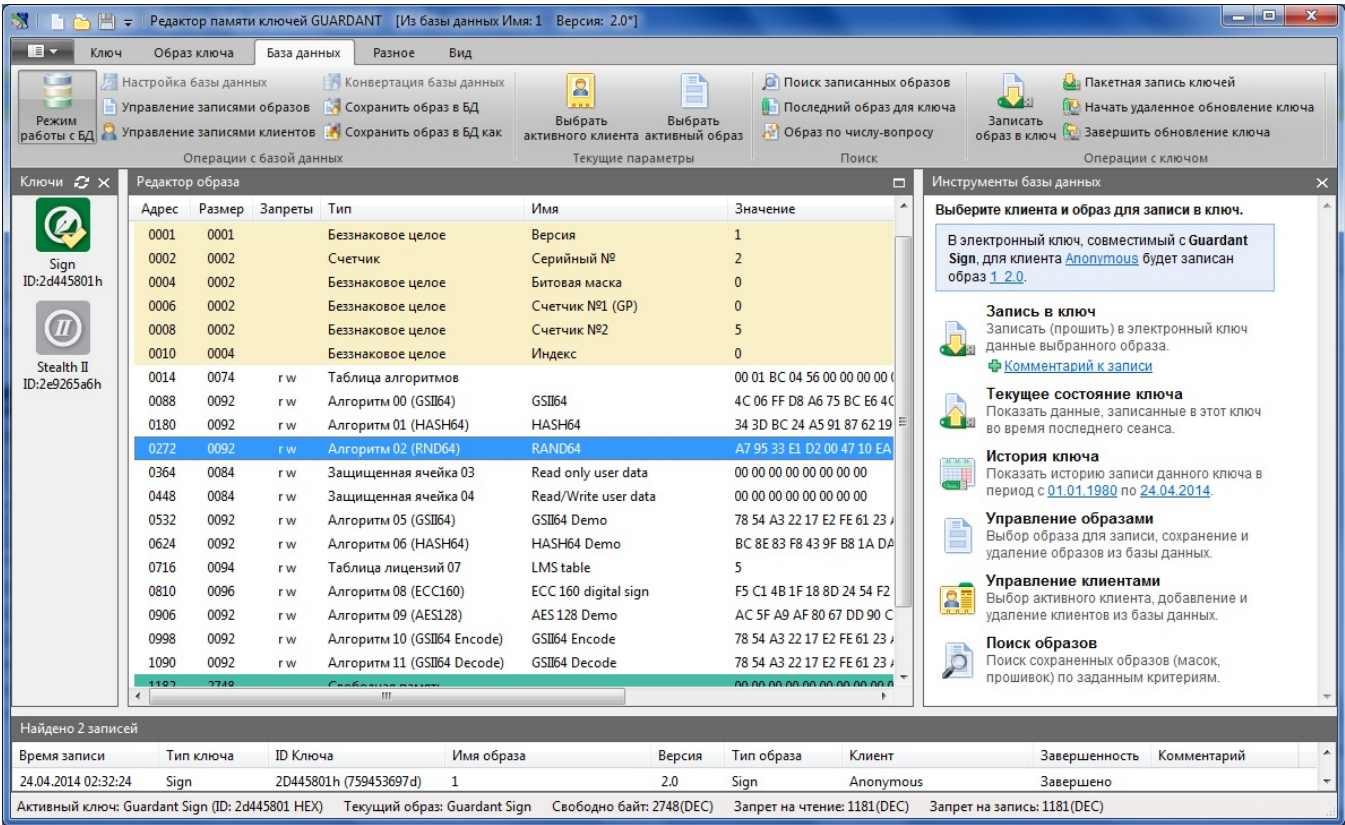 Редактор памяти ключей GUARDANT [Из базы данных Имя: 1 Версия: 2.0*]
Ключ Образ ключа База данных Разное Вид
Режим работы с БД
Настройка базы данных
Управление записями образов
Управление записями клиентов
Конвертация базы данных
Сохранить образ в БД
Сохранить образ в БД как
Операции с базой данных
Выбрать активного клиента
Выбрать активный образ
Текущие параметры
Поиск записанных образов
Последний образ для ключа
Образ по числу-вопросу
Поиск
Записать образ в ключ
Пакетная запись ключей
Начать удаленное обновление ключа
Завершить обновление ключа
Операции с ключом
Ключи
Sign
ID:2d445801h
II
Stealth II
ID:2e9265a6h
Редактор образа
Адрес Размер Запреты Тип Имя Значение
0001 0001 Беззнаковое целое Версия 1
0002 0002 Счетчик Серийный № 2
0004 0002 Беззнаковое целое Битовая маска 0
0006 0002 Беззнаковое целое Счетчик №1 (GP) 0
0008 0002 Беззнаковое целое Счетчик №2 5
0010 0004 Беззнаковое целое Индекс 0
0014 0074 r w Таблица алгоритмов 00 01 BC 04 56 00 00 00 00
0088 0092 r w Алгоритм 00 (GSII64) GSII64 4C 06 FF D8 A6 75 BC E6 4C
0180 0092 r w Алгоритм 01 (HASH64) HASH64 34 3D BC 24 A5 91 87 62 19
0272 0092 r w Алгоритм 02 (RND64) RAND64 A7 95 33 E1 D2 00 47 10 EA
0364 0084 r w Защищенная ячейка 03 Read only user data 00 00 00 00 00 00 00 00
0448 0084 r w Защищенная ячейка 04 Read/Write user data 00 00 00 00 00 00 00 00
0532 0092 r w Алгоритм 05 (GSII64) GSII64 Demo 78 54 A3 22 17 E2 FE 61 23
0624 0092 r w Алгоритм 06 (HASH64) HASH64 Demo BC 8E 83 F8 43 9F B8 1A DA
0716 0094 r w Таблица лицензий 07 LMS table 5
0810 0096 r w Алгоритм 08 (ECC160) ECC 160 digital sign F5 C1 4B 1F 18 8D 24 54 F2
0906 0092 r w Алгоритм 09 (AES128) AES 128 Demo AC 5F A9 AF 80 67 DD 90 C
0998 0092 r w Алгоритм 10 (GSII64 Encode) GSII64 Encode 78 54 A3 22 17 E2 FE 61 23
1090 0092 r w Алгоритм 11 (GSII64 Decode) GSII64 Decode 78 54 A3 22 17 E2 FE 61 23
1182 2748 Свободная память 00 00 00 00 00 00 00 00 0
Инструменты базы данных
Выберите клиента и образ для записи в ключ.
В электронный ключ, совместимый с Guardant
Sign, для клиента Anonymous будет записан
образ 1 2.0.
Запись в ключ
Записать (прошить) в электронный ключ
данные выбранного образа.
Комментарий к записи
Текущее состояние ключа
Показать данные, записанные в этот ключ
во время последнего сеанса.
История ключа
Показать историю записи данного ключа в
период с 01.01.1980 по 24.04.2014.
Управление образами
Выбор образа для записи, сохранение и
удаление образов из базы данных.
Управление клиентами
Выбор активного клиента, добавление и
удаление клиентов из базы данных.
Поиск образов
Поиск сохраненных образов (масок,
прошивок) по заданным критериям.
Найдено 2 записей
Время записи Тип ключа ID Ключа Имя образа Версия Тип образа Клиент Завершенность Комментарий
24.04.2014 02:32:24 Sign 2D445801h (759453697d) 1 2.0 Sign Anonymous Завершено
Активный ключ: Guardant Sign (ID: 2d445801 HEX) Текущий образ: Guardant Sign Свободно байт: 2748(DEC) Запрет на чтение: 1181(DEC) Запрет на запись: 1181(DEC)